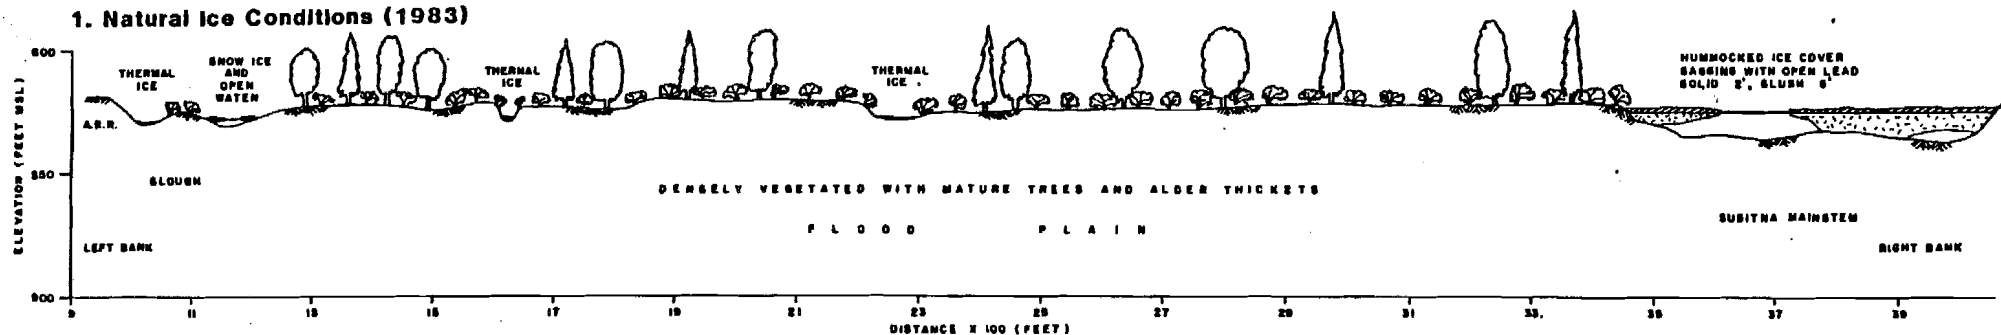 1. Natural Ice Conditions (1983)
ELEVATION (FEET MSL)
600
550
500
THERMAL
ICE
SNOW ICE
AND
OPEN
WATER
THERMAL
ICE
THERMAL
ICE
HUMMOCKED ICE COVER
SAGGING WITH OPEN LEAD
SOLID 2', SLUSH 6'
A.R.R.
SLOUGH
DENSELY VEGETATED WITH MATURE TREES AND ALDER THICKETS
FLOOD PLAIN
SUSITNA MAINSTEM
LEFT BANK
RIGHT BANK
9 11 13 15 17 19 21 23 25 27 29 31 33 35 37 39
DISTANCE X 100 (FEET)